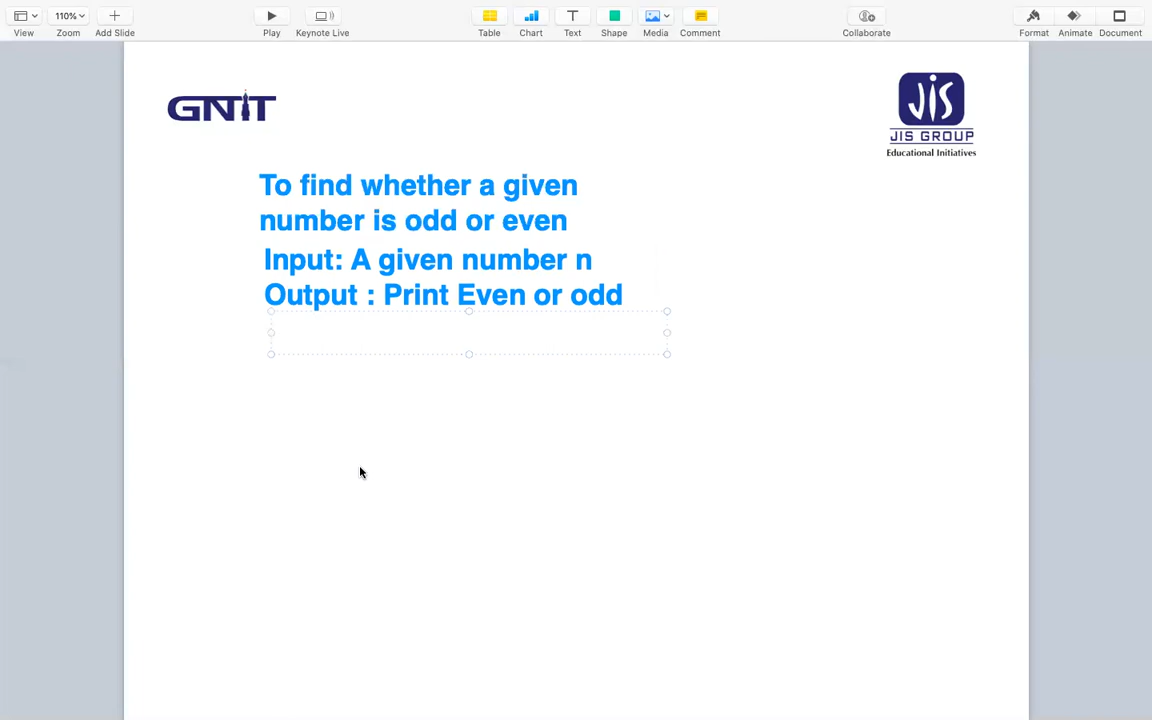 110%
View
Zoom
Add Slide
Play
Keynote Live
Table
Chart
Text
Shape
Media
Comment
Collaborate
Format
Animate
Document
GNIT
JIS
JIS GROUP
Educational Initiatives
To find whether a given
number is odd or even
Input: A given number n
Output : Print Even or odd